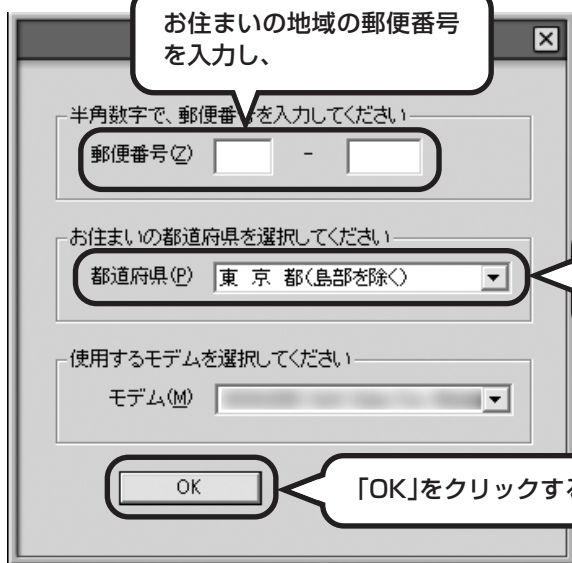 お住まいの地域の郵便番号
を入力し、
半角数字で、郵便番号を入力してください
郵便番号(Z) -
お住まいの都道府県を選択してください
都道府県(P) 東 京 都(島部を除く)
使用するモデムを選択してください
モデム(M)
OK
「OK」をクリックする